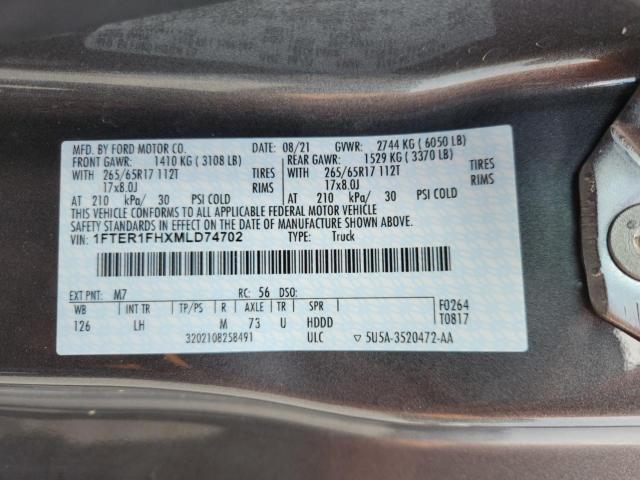 MFD. BY FORD MOTOR CO. DATE: 08/21 GVWR: 2744 KG ( 6050 LB)
FRONT GAWR: 1410 KG ( 3108 LB) REAR GAWR: 1529 KG ( 3370 LB)
WITH 265/65R17 112T TIRES WITH 265/65R17 112T TIRES
17x8.0J RIMS 17x8.0J RIMS
AT 210 kPa/ 30 PSI COLD AT 210 kPa/ 30 PSI COLD
THIS VEHICLE CONFORMS TO ALL APPLICABLE FEDERAL MOTOR VEHICLE
SAFETY STANDARDS IN EFFECT ON THE DATE OF MANUFACTURE SHOWN ABOVE.
VIN: 1FTER1FHXMLD74702 TYPE: Truck
EXT PNT: M7 RC: 56 DSO:
WB INT TR TP/PS R AXLE TR SPR F0264
126 LH M 73 U HDDD T0817
3202108258491 ULC ▽ 5U5A-3520472-AA